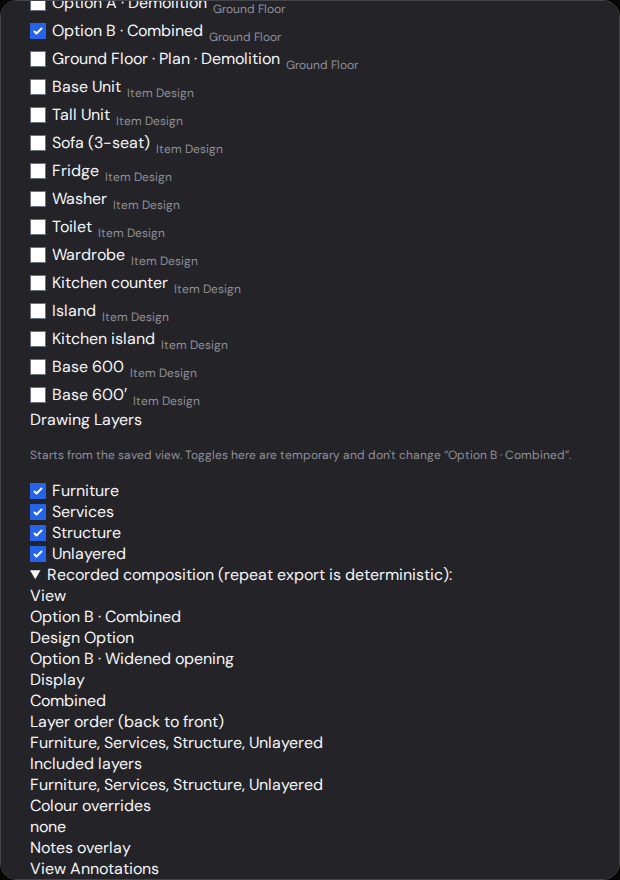 Option A · Demolition Ground Floor
Option B · Combined Ground Floor
Ground Floor · Plan · Demolition Ground Floor
Base Unit Item Design
Tall Unit Item Design
Sofa (3-seat) Item Design
Fridge Item Design
Washer Item Design
Toilet Item Design
Wardrobe Item Design
Kitchen counter Item Design
Island Item Design
Kitchen island Item Design
Base 600 Item Design
Base 600′ Item Design
Drawing Layers
Starts from the saved view. Toggles here are temporary and don't change “Option B · Combined”.
Furniture
Services
Structure
Unlayered
▼ Recorded composition (repeat export is deterministic):
View
Option B · Combined
Design Option
Option B · Widened opening
Display
Combined
Layer order (back to front)
Furniture, Services, Structure, Unlayered
Included layers
Furniture, Services, Structure, Unlayered
Colour overrides
none
Notes overlay
View Annotations